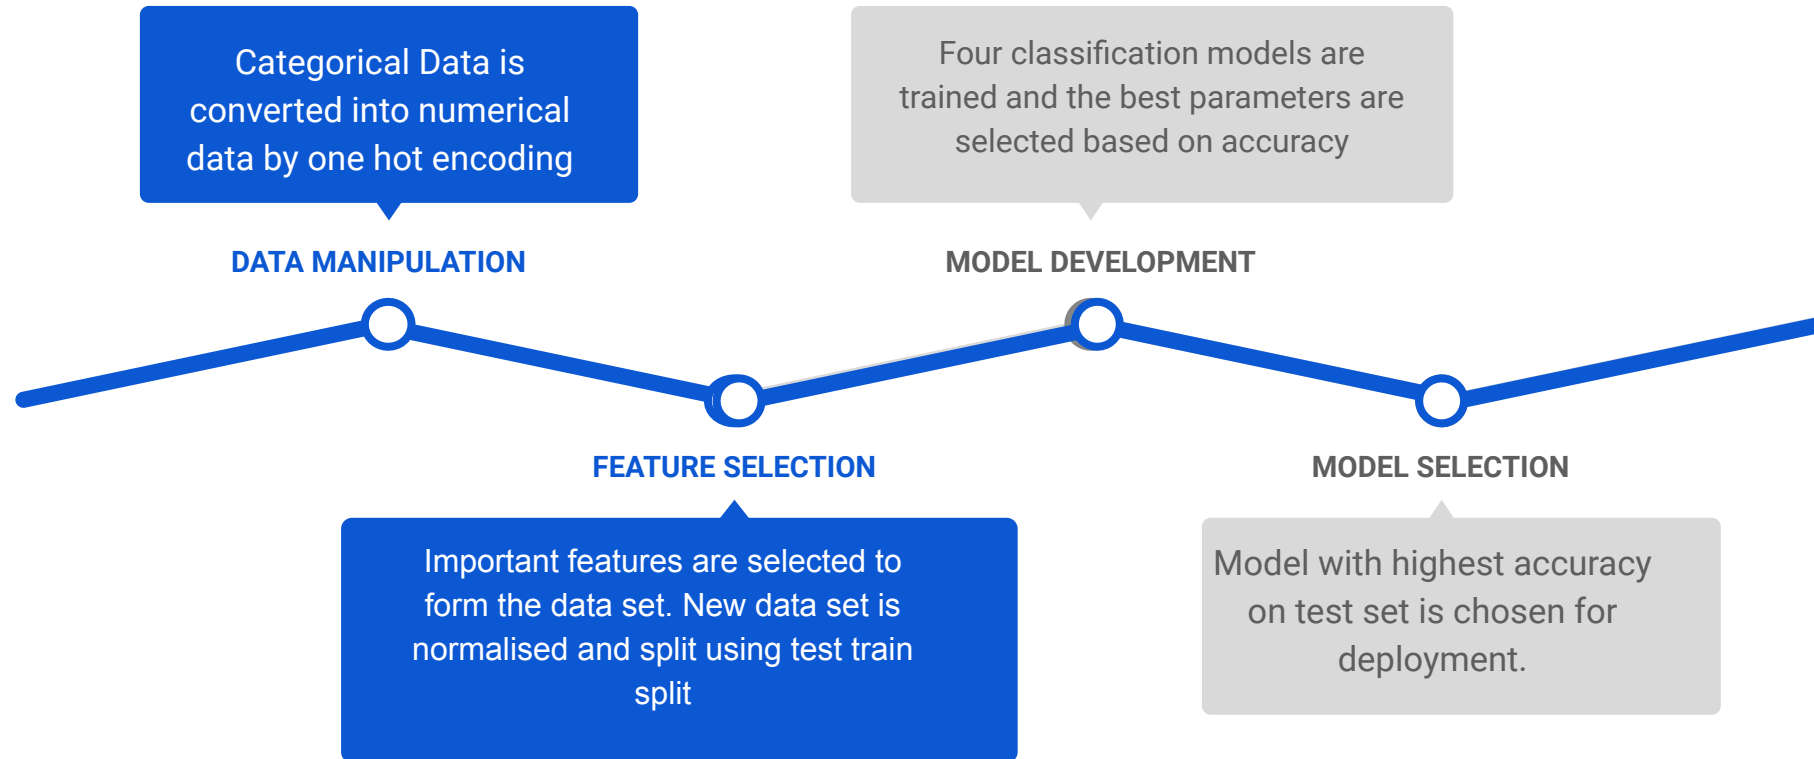 Categorical Data is
converted into numerical
data by one hot encoding
DATA MANIPULATION
Four classification models are
trained and the best parameters are
selected based on accuracy
MODEL DEVELOPMENT
FEATURE SELECTION
Important features are selected to
form the data set. New data set is
normalised and split using test train
split
MODEL SELECTION
Model with highest accuracy
on test set is chosen for
deployment.